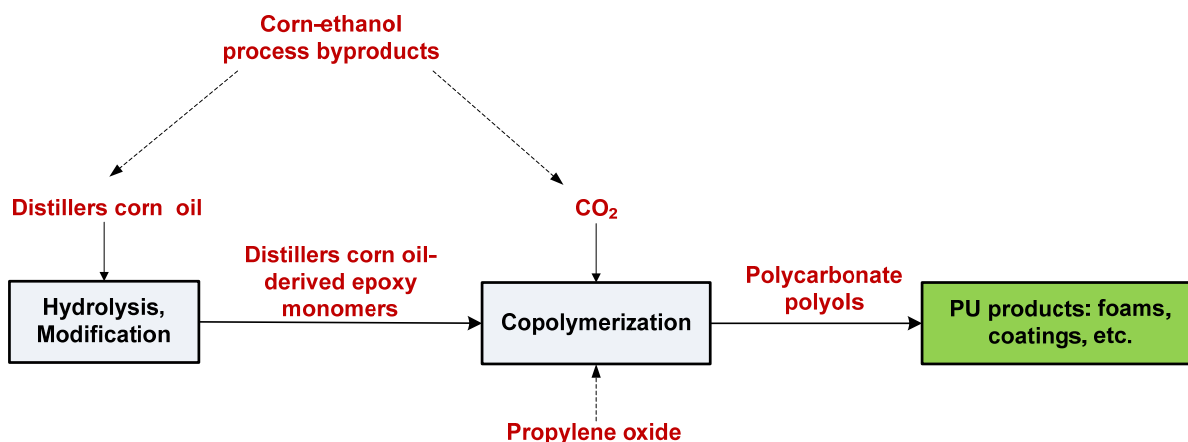 Corn-ethanol
process byproducts
Distillers corn oil
CO₂
Distillers corn oil-
derived epoxy
monomers
Polycarbonate
polyols
Hydrolysis,
Modification
Copolymerization
PU products: foams,
coatings, etc.
Propylene oxide